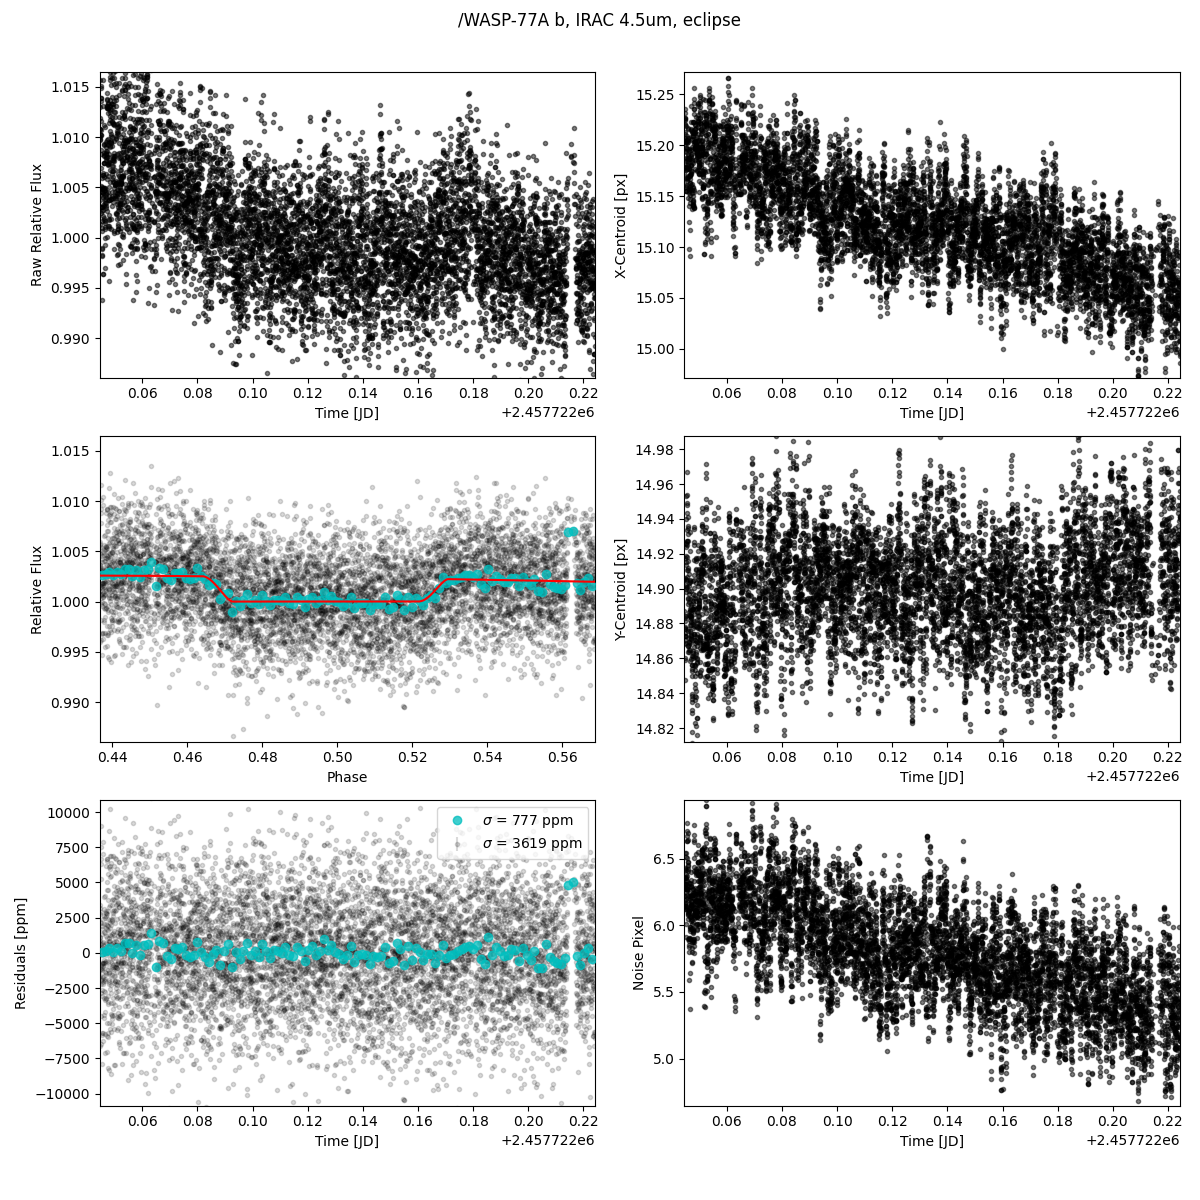 /WASP-77A b, IRAC 4.5um, eclipse
1.015
1.010
1.005
1.000
0.995
0.990
Raw Relative Flux
0.06 0.08 0.10 0.12 0.14 0.16 0.18 0.20 0.22
Time [JD]
+2.457722e6
15.25
15.20
15.15
15.10
15.05
15.00
X-Centroid [px]
0.06 0.08 0.10 0.12 0.14 0.16 0.18 0.20 0.22
Time [JD]
+2.457722e6
1.015
1.010
1.005
1.000
0.995
0.990
Relative Flux
0.44 0.46 0.48 0.50 0.52 0.54 0.56
Phase
14.98
14.96
14.94
14.92
14.90
14.88
14.86
14.84
14.82
Y-Centroid [px]
0.06 0.08 0.10 0.12 0.14 0.16 0.18 0.20 0.22
Time [JD]
+2.457722e6
10000
7500
5000
2500
0
−2500
−5000
−7500
−10000
Residuals [ppm]
σ = 777 ppm
σ = 3619 ppm
0.06 0.08 0.10 0.12 0.14 0.16 0.18 0.20 0.22
Time [JD]
+2.457722e6
6.5
6.0
5.5
5.0
Noise Pixel
0.06 0.08 0.10 0.12 0.14 0.16 0.18 0.20 0.22
Time [JD]
+2.457722e6